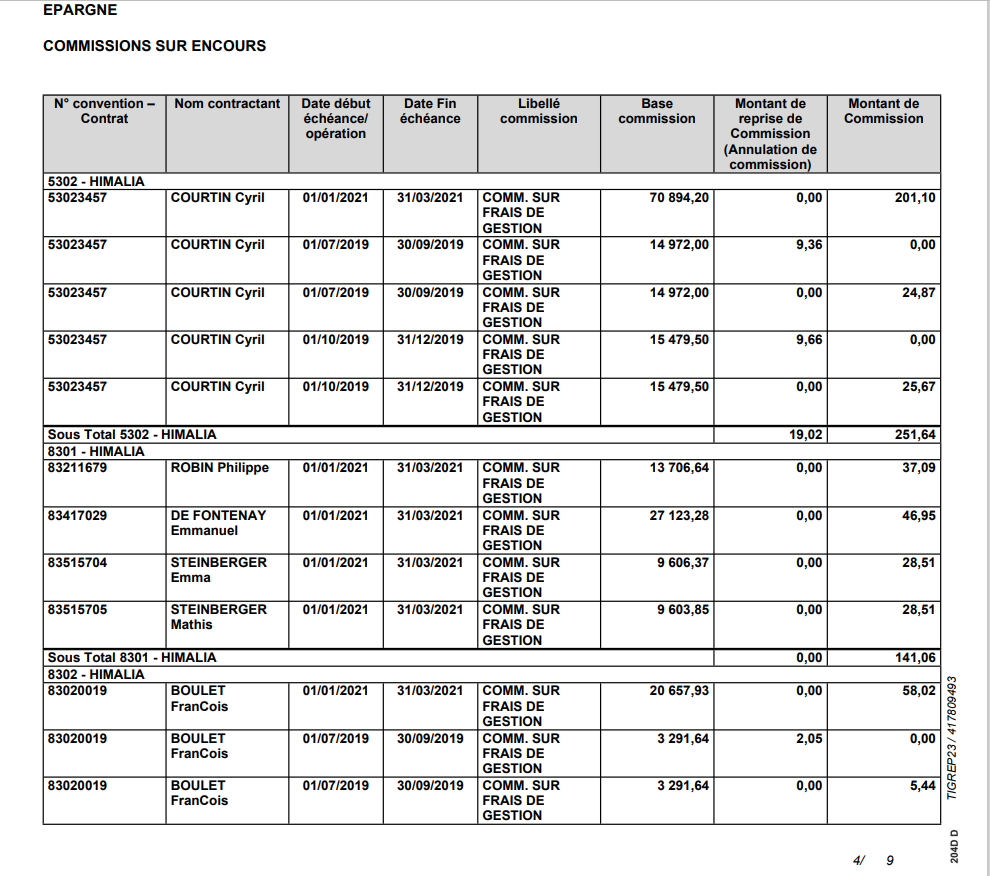 EPARGNE
COMMISSIONS SUR ENCOURS
N° convention – Contrat Nom contractant Date début échéance/ opération Date Fin échéance Libellé commission Base commission Montant de reprise de Commission (Annulation de commission) Montant de Commission
5302 - HIMALIA
53023457 COURTIN Cyril 01/01/2021 31/03/2021 COMM. SUR FRAIS DE GESTION 70 894,20 0,00 201,10
53023457 COURTIN Cyril 01/07/2019 30/09/2019 COMM. SUR FRAIS DE GESTION 14 972,00 9,36 0,00
53023457 COURTIN Cyril 01/07/2019 30/09/2019 COMM. SUR FRAIS DE GESTION 14 972,00 0,00 24,87
53023457 COURTIN Cyril 01/10/2019 31/12/2019 COMM. SUR FRAIS DE GESTION 15 479,50 9,66 0,00
53023457 COURTIN Cyril 01/10/2019 31/12/2019 COMM. SUR FRAIS DE GESTION 15 479,50 0,00 25,67
Sous Total 5302 - HIMALIA 19,02 251,64
8301 - HIMALIA
83211679 ROBIN Philippe 01/01/2021 31/03/2021 COMM. SUR FRAIS DE GESTION 13 706,64 0,00 37,09
83417029 DE FONTENAY Emmanuel 01/01/2021 31/03/2021 COMM. SUR FRAIS DE GESTION 27 123,28 0,00 46,95
83515704 STEINBERGER Emma 01/01/2021 31/03/2021 COMM. SUR FRAIS DE GESTION 9 606,37 0,00 28,51
83515705 STEINBERGER Mathis 01/01/2021 31/03/2021 COMM. SUR FRAIS DE GESTION 9 603,85 0,00 28,51
Sous Total 8301 - HIMALIA 0,00 141,06
8302 - HIMALIA
83020019 BOULET FranCois 01/01/2021 31/03/2021 COMM. SUR FRAIS DE GESTION 20 657,93 0,00 58,02
83020019 BOULET FranCois 01/07/2019 30/09/2019 COMM. SUR FRAIS DE GESTION 3 291,64 2,05 0,00
83020019 BOULET FranCois 01/07/2019 30/09/2019 COMM. SUR FRAIS DE GESTION 3 291,64 0,00 5,44
TIGREP23 / 417809493
204D D
4/ 9